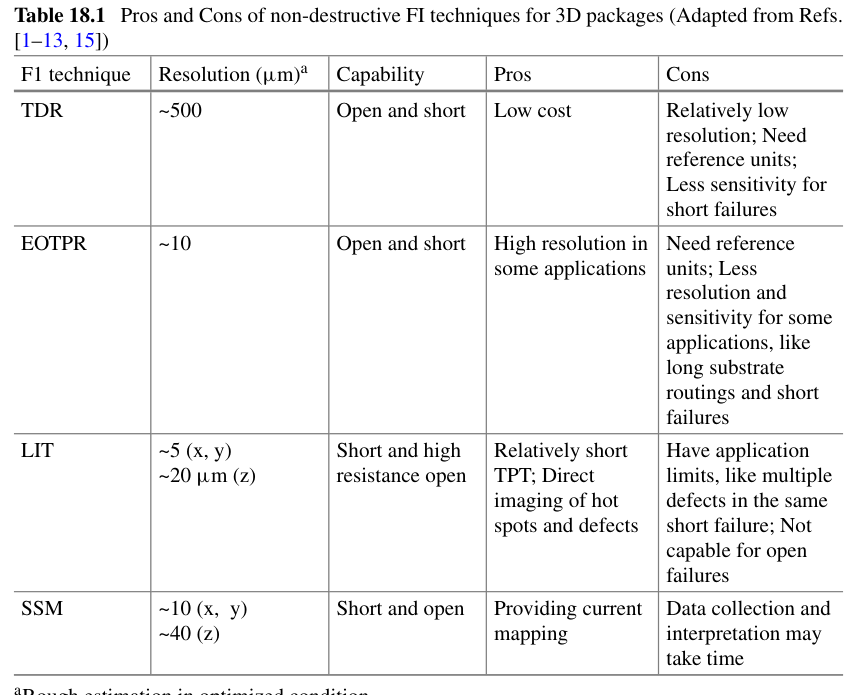 Table 18.1 Pros and Cons of non-destructive FI techniques for 3D packages (Adapted from Refs.
[1–13, 15])
F1 technique Resolution (μm)a Capability Pros Cons
TDR ~500 Open and short Low cost Relatively low
resolution; Need
reference units;
Less sensitivity for
short failures
EOTPR ~10 Open and short High resolution in Need reference
some applications units; Less
resolution and
sensitivity for some
applications, like
long substrate
routings and short
failures
LIT ~5 (x, y) Short and high Relatively short Have application
~20 μm (z) resistance open TPT; Direct limits, like multiple
imaging of hot defects in the same
spots and defects short failure; Not
capable for open
failures
SSM ~10 (x, y) Short and open Providing current Data collection and
~40 (z) mapping interpretation may
take time
aRough estimation in optimized condition